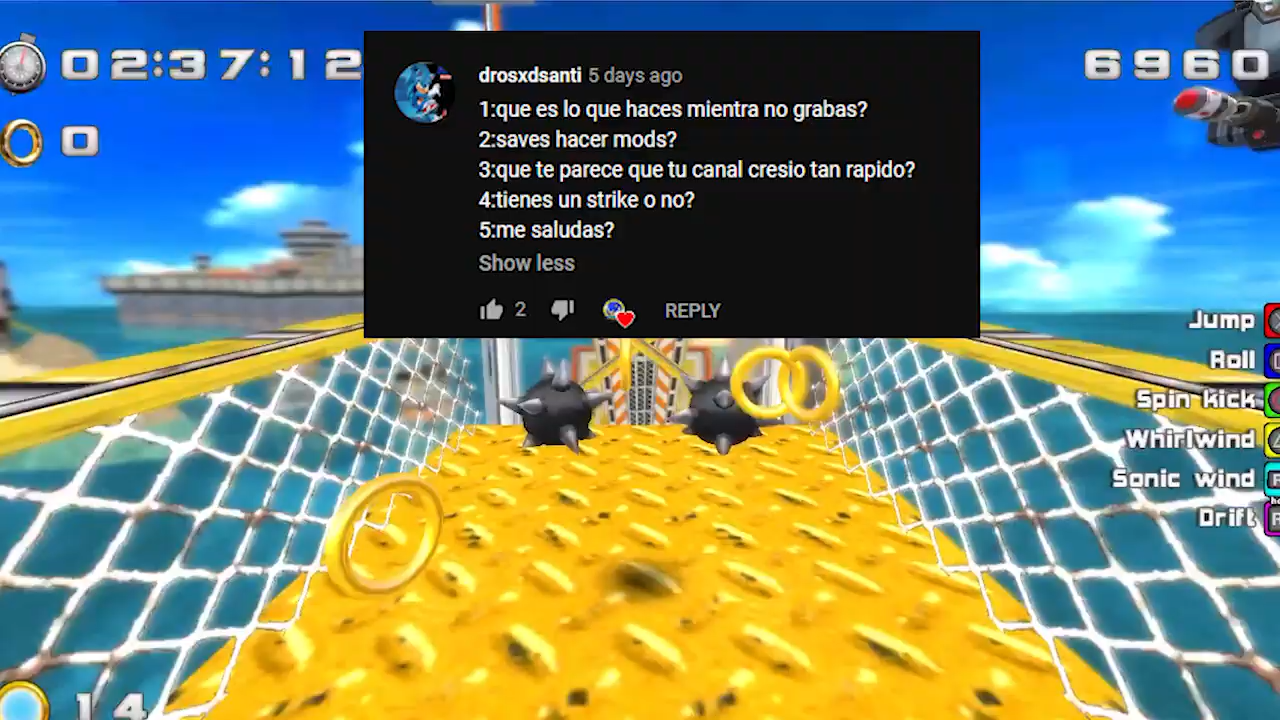 02:37:12
6960
0
drosxdsanti 5 days ago
1:que es lo que haces mientra no grabas?
2:saves hacer mods?
3:que te parece que tu canal cresio tan rapido?
4:tienes un strike o no?
5:me saludas?
Show less
2
REPLY
Jump
Roll
Spin kick
Whirlwind
Sonic wind
Drift
14